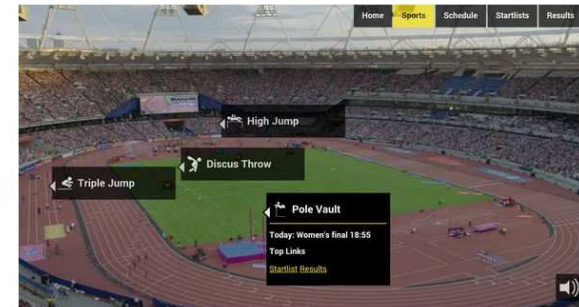 Home Sports Schedule Startlists Results
High Jump
Discus Throw
Triple Jump
Pole Vault
Today: Women's final 18:55
Top Links
Startlist Results